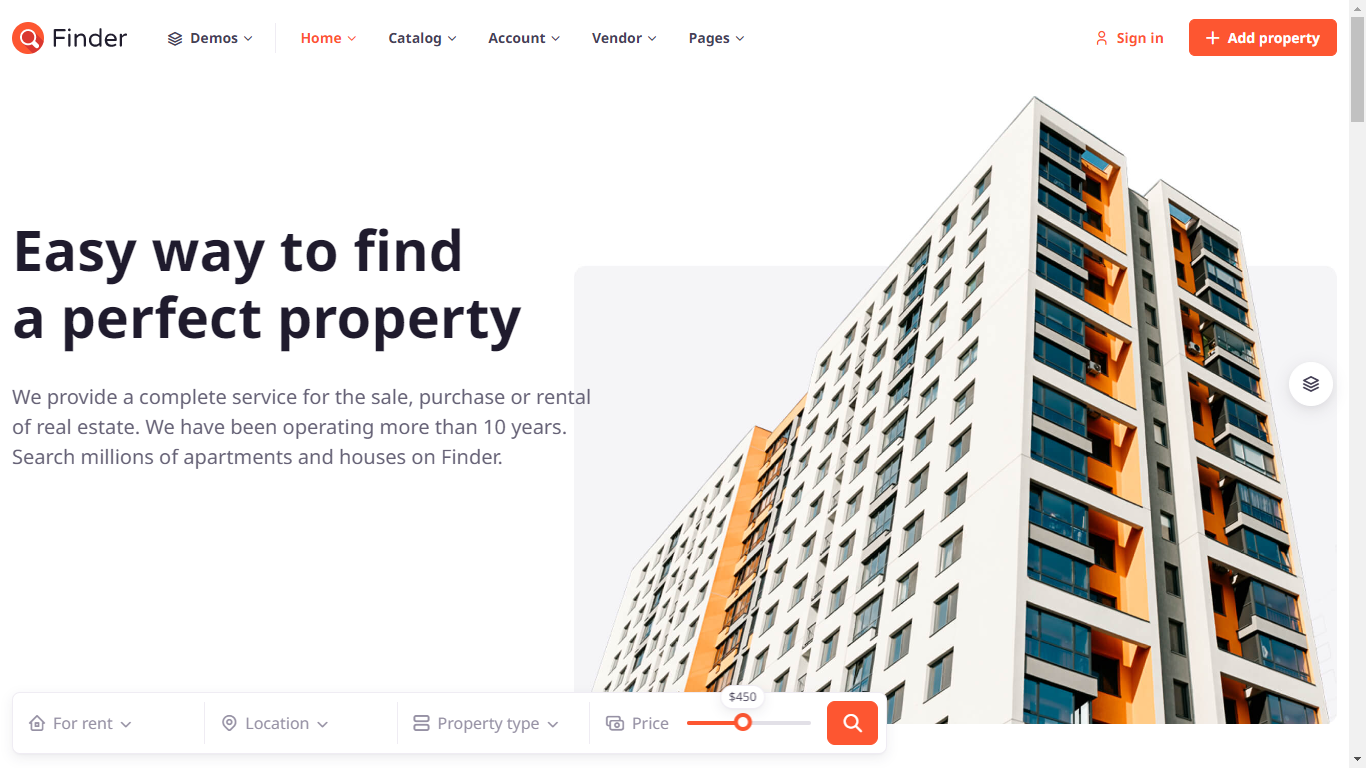 Finder
Demos
Home
Catalog
Account
Vendor
Pages
Sign in
Add property
Easy way to find
a perfect property
We provide a complete service for the sale, purchase or rental
of real estate. We have been operating more than 10 years.
Search millions of apartments and houses on Finder.
For rent
Location
Property type
Price
$450